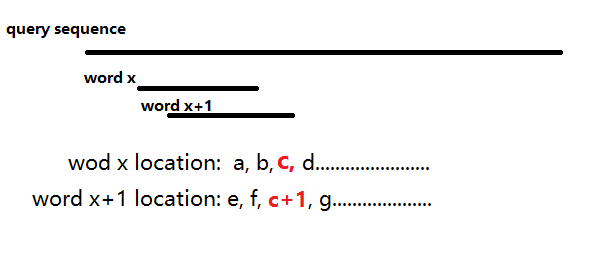 query sequence
word x
word x+1
wod x location: a, b, c, d.......................
word x+1 location: e, f, c+1, g....................